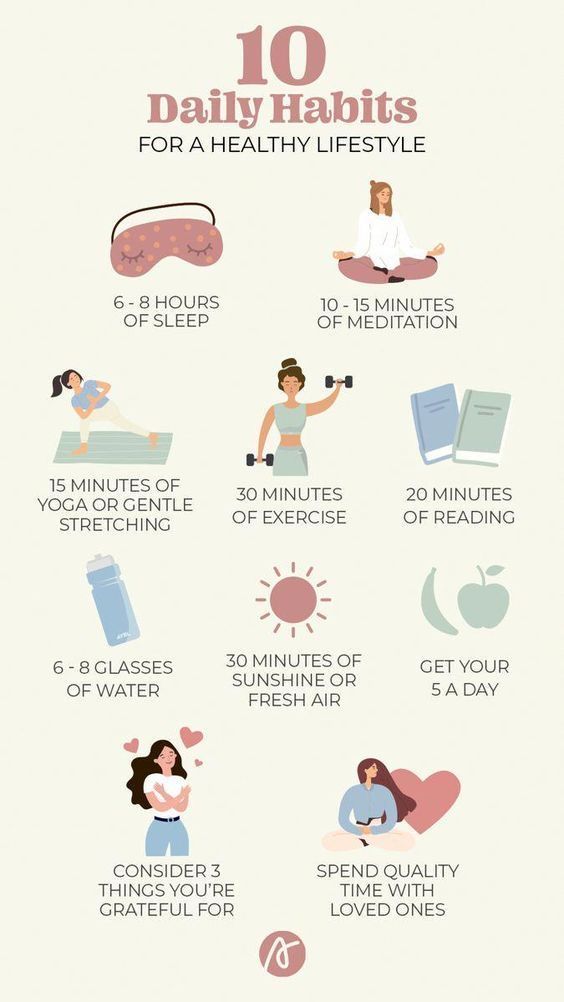 10
Daily Habits
FOR A HEALTHY LIFESTYLE
6 - 8 HOURS
OF SLEEP
10 - 15 MINUTES
OF MEDITATION
15 MINUTES OF
YOGA OR GENTLE
STRETCHING
30 MINUTES
OF EXERCISE
20 MINUTES
OF READING
6 - 8 GLASSES
OF WATER
30 MINUTES OF
SUNSHINE OR
FRESH AIR
GET YOUR
5 A DAY
CONSIDER 3
THINGS YOU'RE
GRATEFUL FOR
SPEND QUALITY
TIME WITH
LOVED ONES